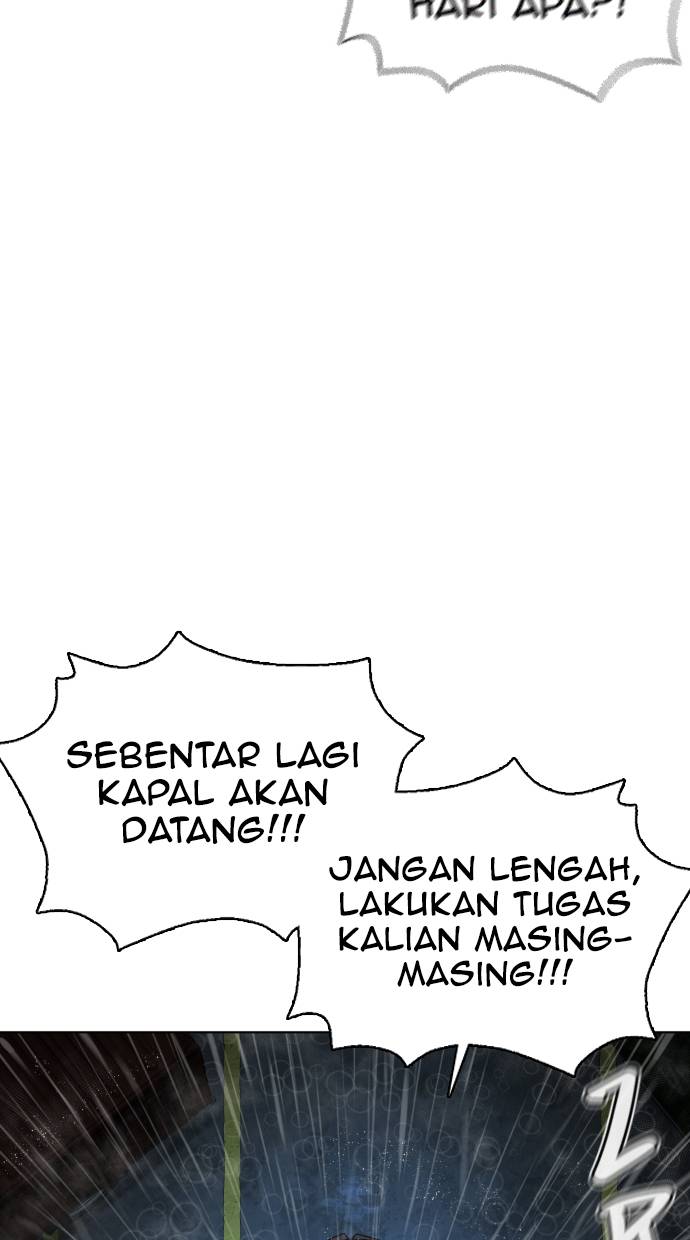 HARI APA?!
SEBENTAR LAGI
KAPAL AKAN
DATANG!!!
JANGAN LENGAH,
LAKUKAN TUGAS
KALIAN MASING-
MASING!!!